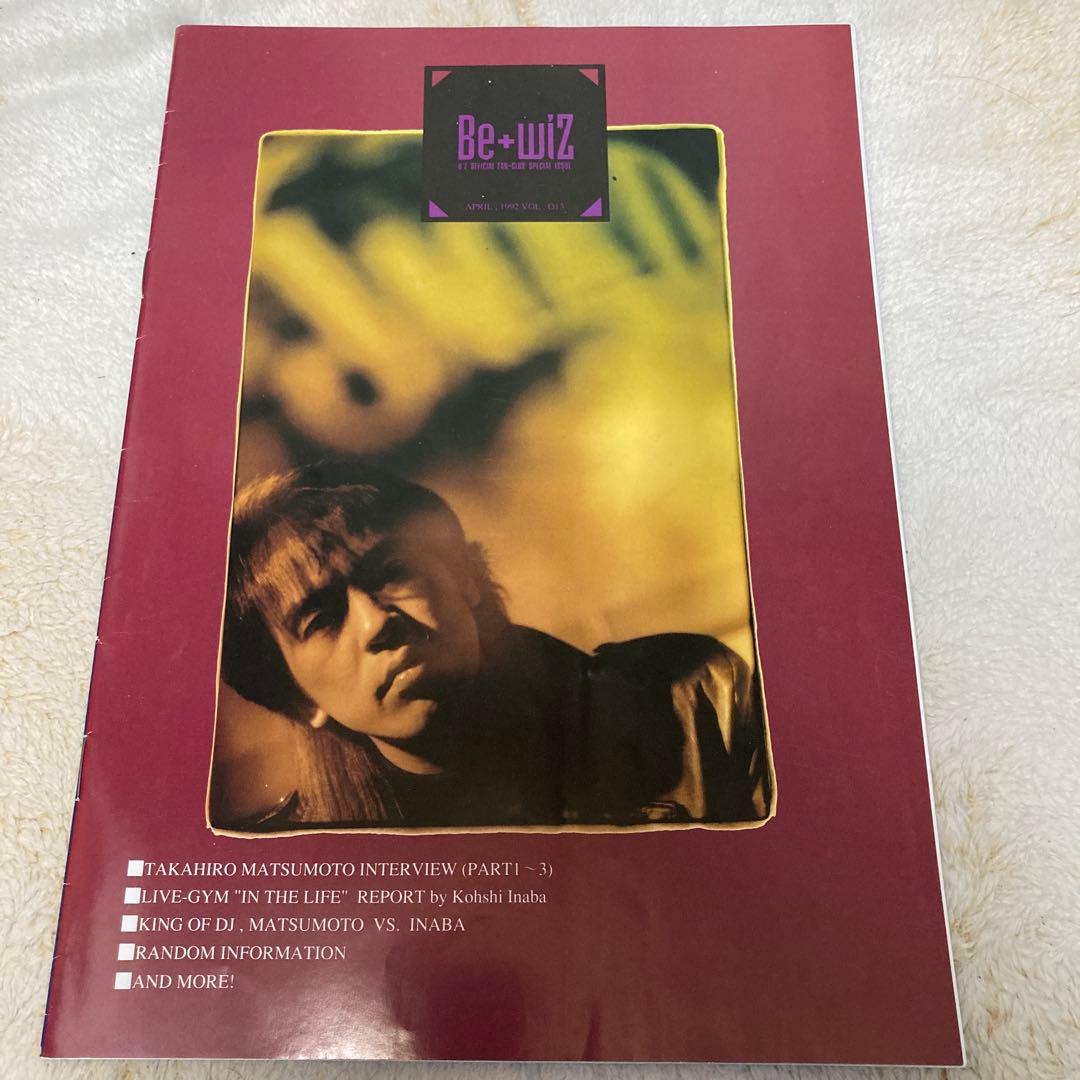 Be+wiZ
B'Z OFFICIAL FAN-CLUB SPECIAL ISSUE
APRIL , 1992 VOL . 013
■TAKAHIRO MATSUMOTO INTERVIEW (PART1～3)
■LIVE-GYM "IN THE LIFE" REPORT by Kohshi Inaba
■KING OF DJ , MATSUMOTO VS. INABA
■RANDOM INFORMATION
■AND MORE!